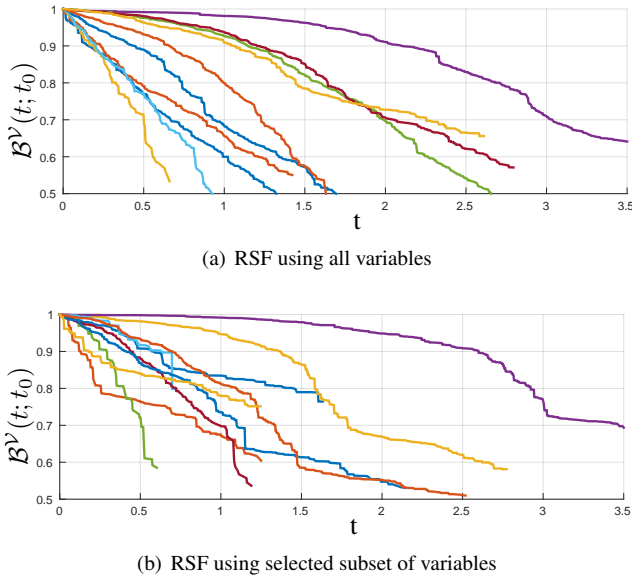 1
0.9
0.8
0.7
0.6
0.5
0 0.5 1 1.5 2 2.5 3 3.5
𝓑^𝒱(t; t₀)
t
(a) RSF using all variables
1
0.9
0.8
0.7
0.6
0.5
0 0.5 1 1.5 2 2.5 3 3.5
𝓑^𝒱(t; t₀)
t
(b) RSF using selected subset of variables